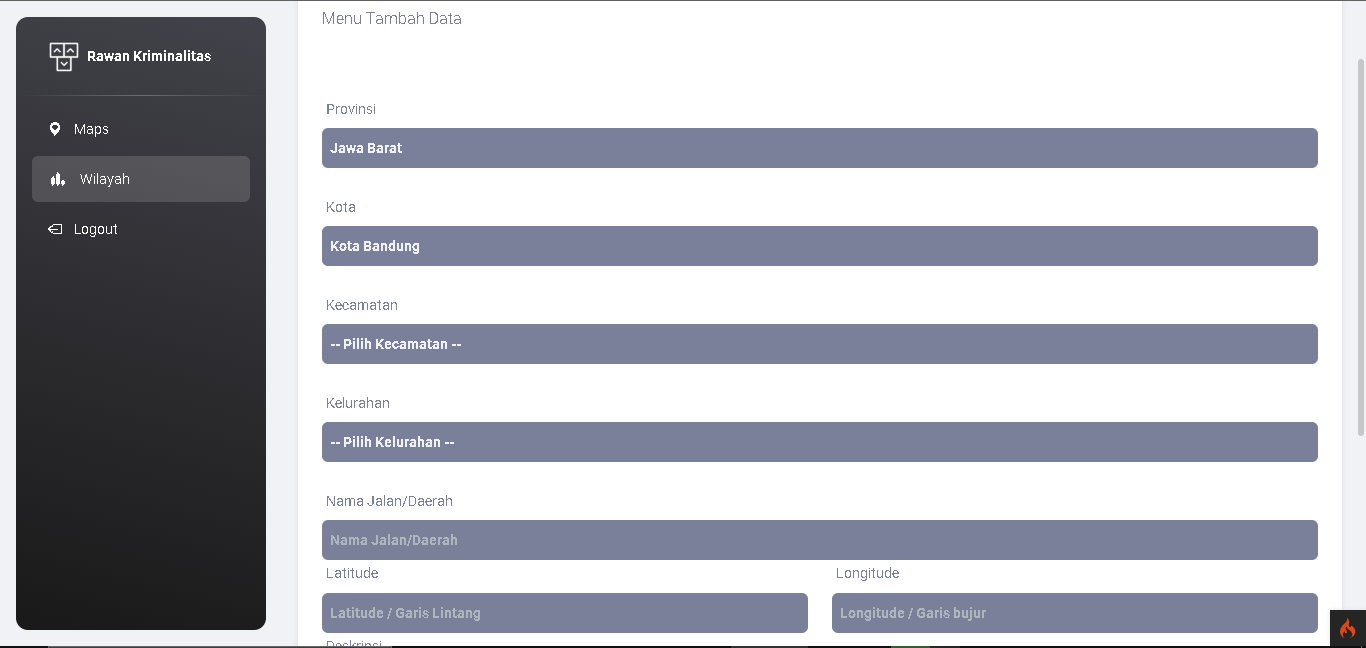 Rawan Kriminalitas
Maps
Wilayah
Logout
Menu Tambah Data
Provinsi
Jawa Barat
Kota
Kota Bandung
Kecamatan
-- Pilih Kecamatan --
Kelurahan
-- Pilih Kelurahan --
Nama Jalan/Daerah
Nama Jalan/Daerah
Latitude
Longitude
Latitude / Garis Lintang
Longitude / Garis bujur
Deskripsi